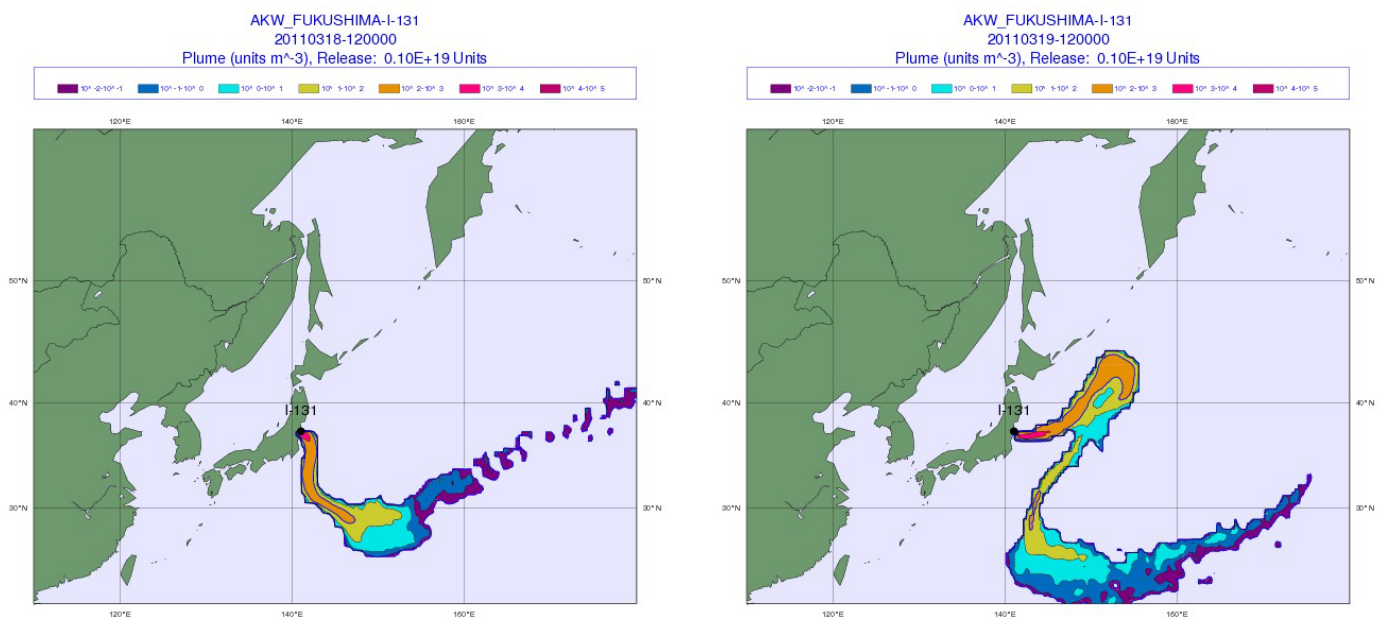 AKW_FUKUSHIMA-I-131
20110318-120000
Plume (units m^-3), Release: 0.10E+19 Units
10^ -2-10^ -1 10^ -1-10^ 0 10^ 0-10^ 1 10^ 1-10^ 2 10^ 2-10^ 3 10^ 3-10^ 4 10^ 4-10^ 5
120°E 140°E 160°E
50°N 50°N
40°N 40°N
I-131
30°N 30°N
120°E 140°E 160°E
AKW_FUKUSHIMA-I-131
20110319-120000
Plume (units m^-3), Release: 0.10E+19 Units
10^ -2-10^ -1 10^ -1-10^ 0 10^ 0-10^ 1 10^ 1-10^ 2 10^ 2-10^ 3 10^ 3-10^ 4 10^ 4-10^ 5
120°E 140°E 160°E
50°N 50°N
40°N 40°N
I-131
30°N 30°N
120°E 140°E 160°E